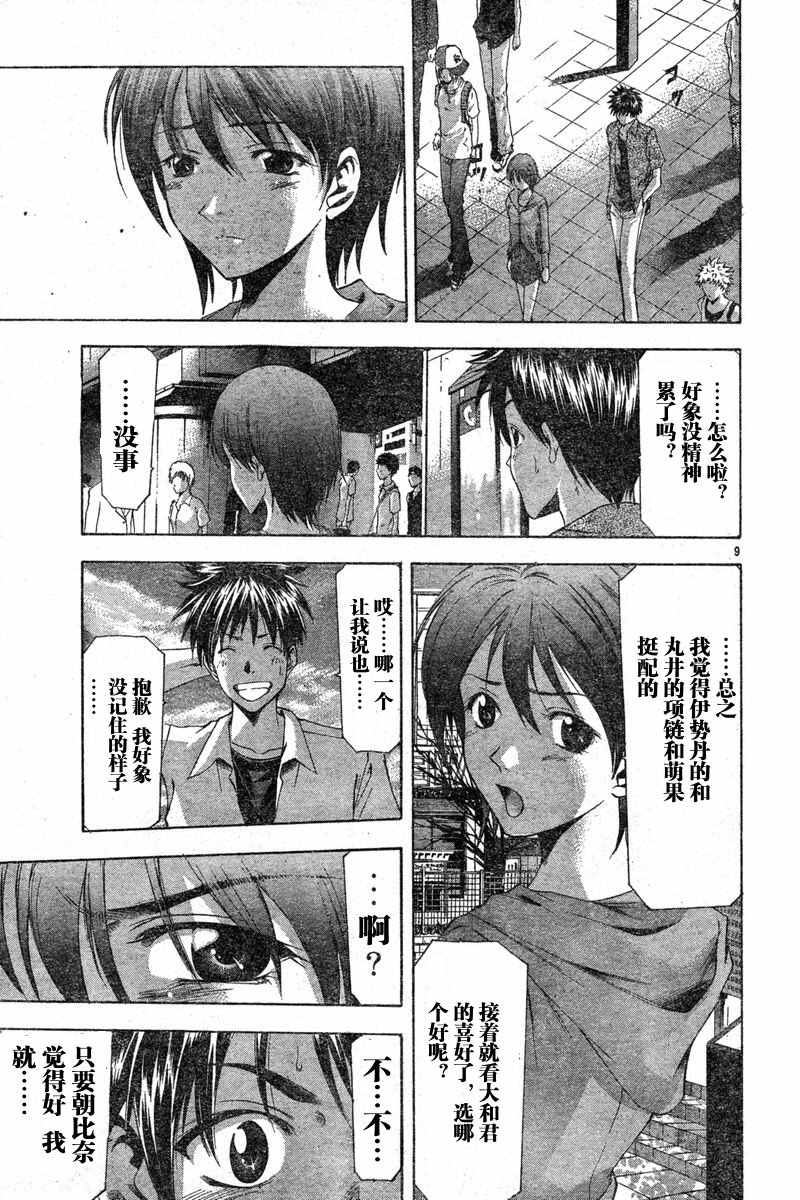 ……怎么啦？
好象没精神
累了吗？
……没事
9
……总之
我觉得伊势丹的和
丸井的项链和萌果
挺配的
接着就看大和君
的喜好了，选哪
个好呢？
哎……哪一个
让我说也……
抱歉 我好象
没记住的样子
……
……啊？
不…不…
只要朝比奈
觉得好 我
就……